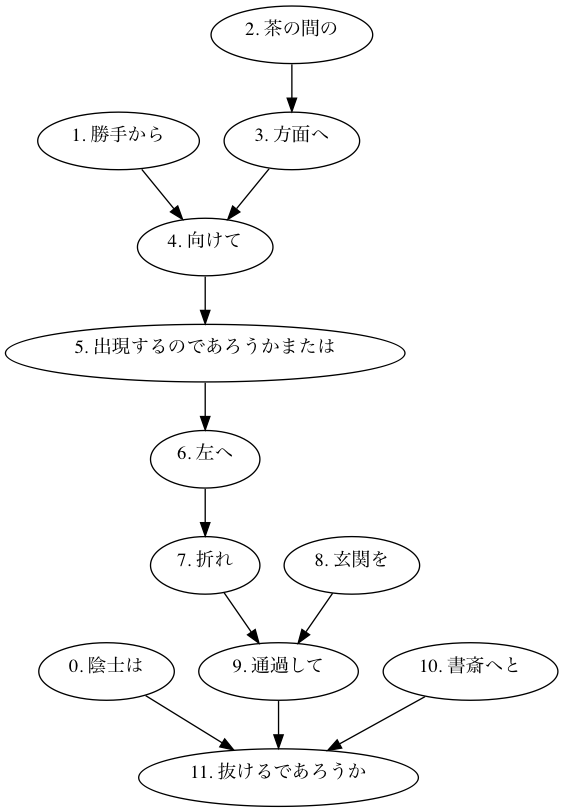 2. 茶の間の
1. 勝手から
3. 方面へ
4. 向けて
5. 出現するのであろうかまたは
6. 左へ
7. 折れ
8. 玄関を
0. 陰士は
9. 通過して
10. 書斎へと
11. 抜けるであろうか